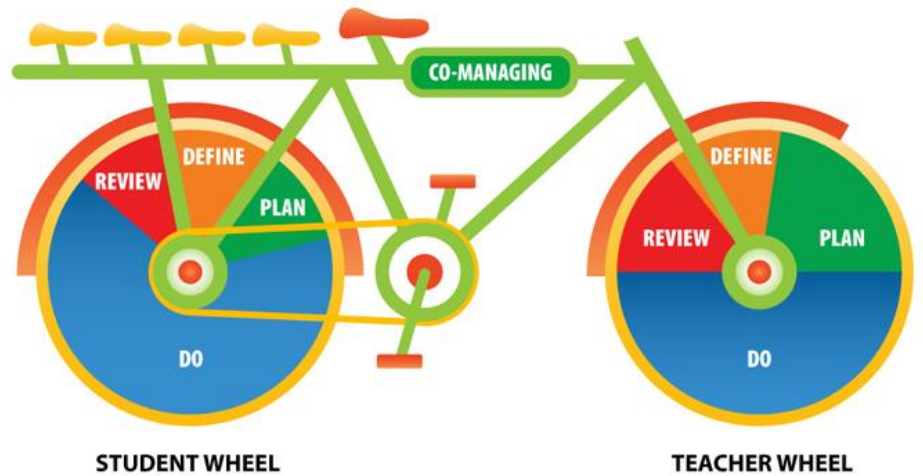 CO-MANAGING
REVIEW
DEFINE
PLAN
DO
STUDENT WHEEL
REVIEW
DEFINE
PLAN
DO
TEACHER WHEEL